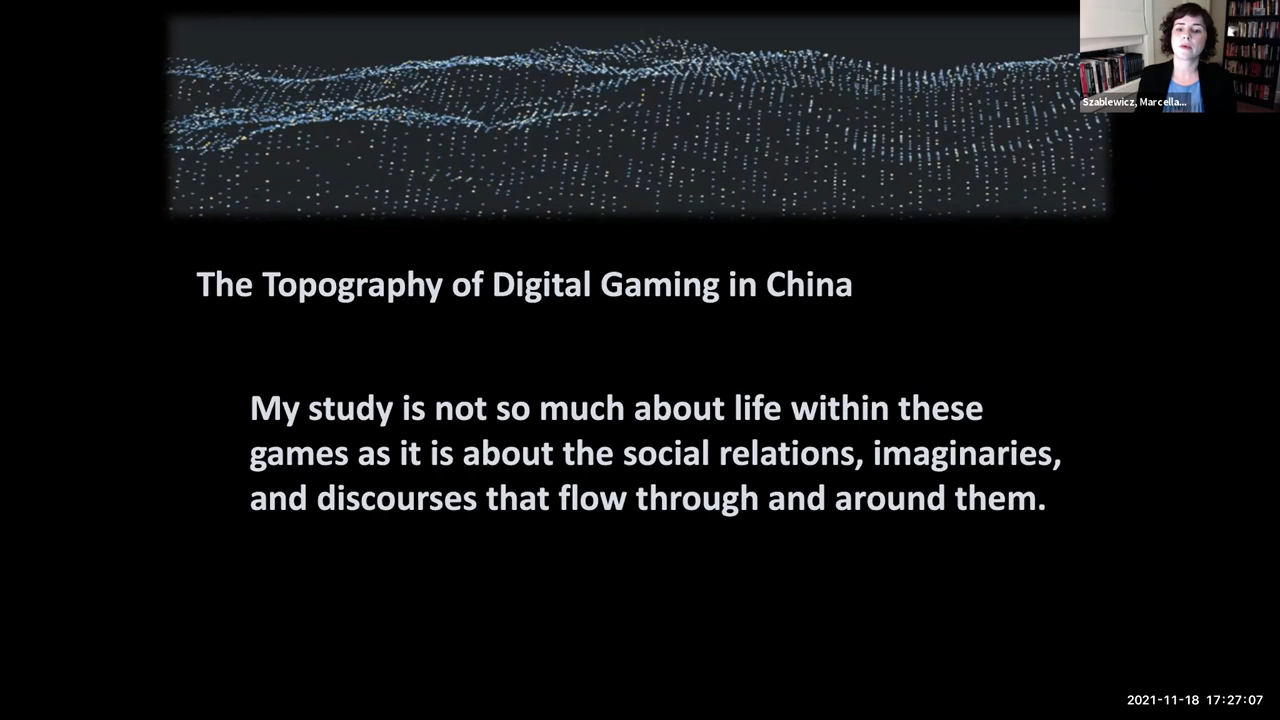 Szablewicz, Marcella...
The Topography of Digital Gaming in China
My study is not so much about life within these
games as it is about the social relations, imaginaries,
and discourses that flow through and around them.
2021-11-18 17:27:07